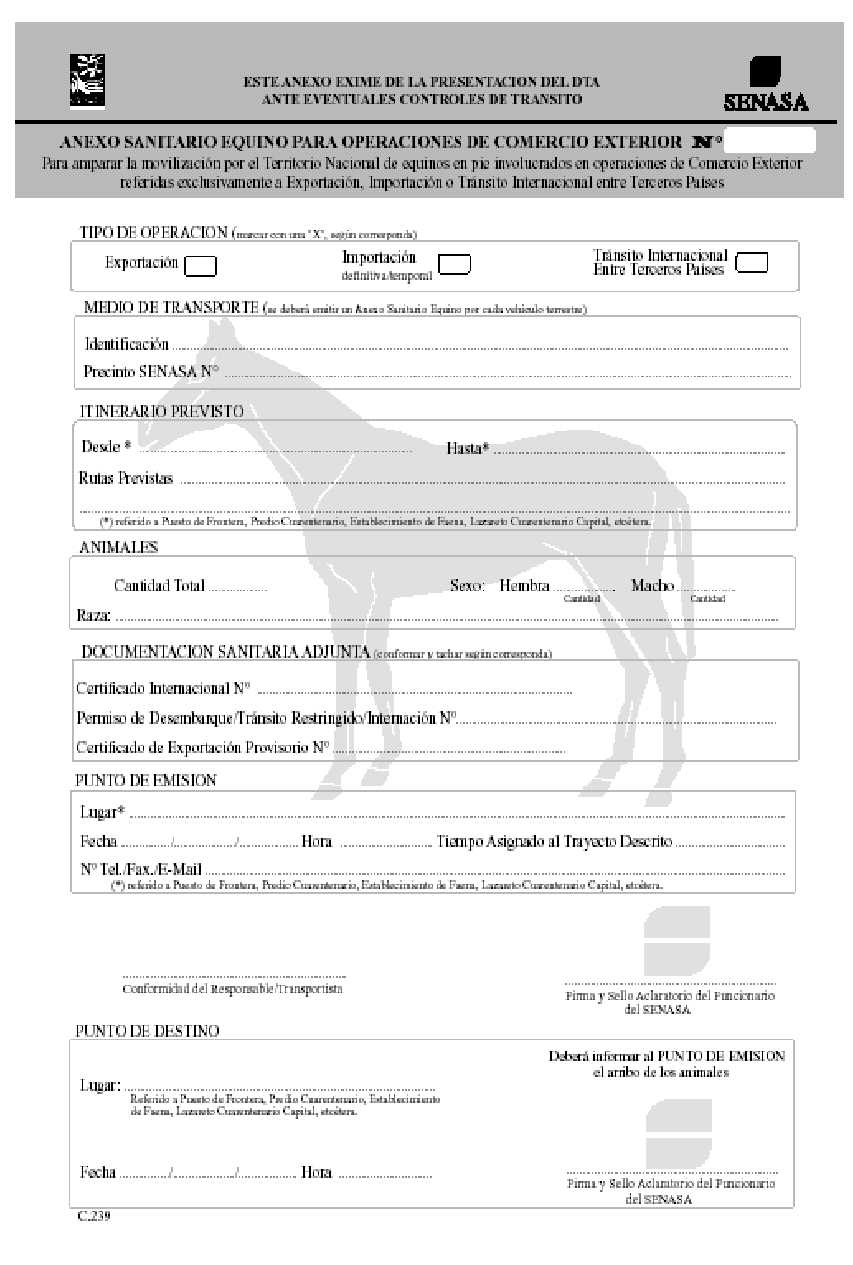 ESTE ANEXO EXIME DE LA PRESENTACION DEL DTA
ANTE EVENTUALES CONTROLES DE TRANSITO
SENASA
ANEXO SANITARIO EQUINO PARA OPERACIONES DE COMERCIO EXTERIOR Nº
Para amparar la movilización por el Territorio Nacional de equinos en pie involucrados en operaciones de Comercio Exterior
referidas exclusivamente a Exportación, Importación o Tránsito Internacional entre Terceros Países
TIPO DE OPERACION (marcar con una "X", según corresponda)
Exportación
Importación
definitiva/temporal
Tránsito Internacional
Entre Terceros Países
MEDIO DE TRANSPORTE (se deberá emitir un Anexo Sanitario Equino por cada vehículo terrestre)
Identificación
Precinto SENASA Nº
ITINERARIO PREVISTO
Desde * Hasta*
Rutas Previstas
(*) referido a Puesto de Frontera, Predio Cuarentenario, Establecimiento de Faena, Lazareto Cuarentenario Capital, etcétera.
ANIMALES
Cantidad Total Sexo: Hembra Macho
Cantidad Cantidad
Raza:
DOCUMENTACION SANITARIA ADJUNTA (conformar y tachar según corresponda)
Certificado Internacional Nº
Permiso de Desembarque/Tránsito Restringido/Internación Nº
Certificado de Exportación Provisorio Nº
PUNTO DE EMISION
Lugar*
Fecha / / Hora Tiempo Asignado al Trayecto Descrito
Nº Tel./Fax./E-Mail
(*) referido a Puesto de Frontera, Predio Cuarentenario, Establecimiento de Faena, Lazareto Cuarentenario Capital, etcétera.
Conformidad del Responsable/Transportista
Firma y Sello Aclaratorio del Funcionario
del SENASA
PUNTO DE DESTINO
Deberá informar al PUNTO DE EMISION
el arribo de los animales
Lugar:
Referido a Puesto de Frontera, Predio Cuarentenario, Establecimiento
de Faena, Lazareto Cuarentenario Capital, etcétera.
Fecha / / Hora
Firma y Sello Aclaratorio del Funcionario
del SENASA
C.239